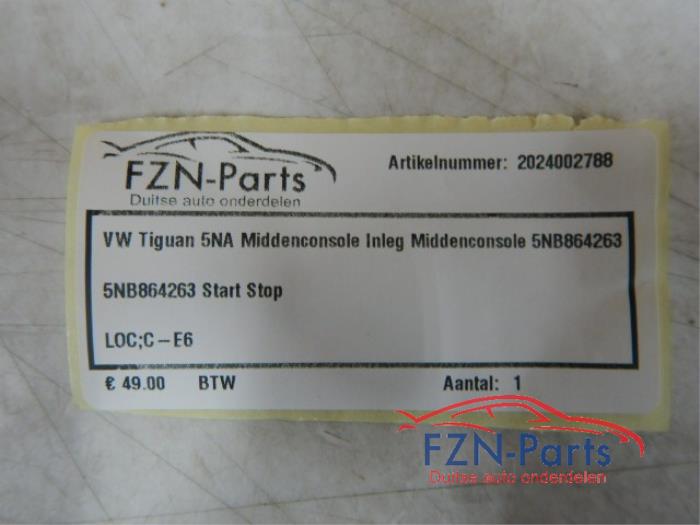 FZN-Parts
Duitse auto onderdelen
Artikelnummer: 2024002788
VW Tiguan 5NA Middenconsole Inleg Middenconsole 5NB864263
5NB864263 Start Stop
LOC;C-E6
€ 49.00 BTW Aantal: 1
FZN-Parts
Duitse auto onderdelen